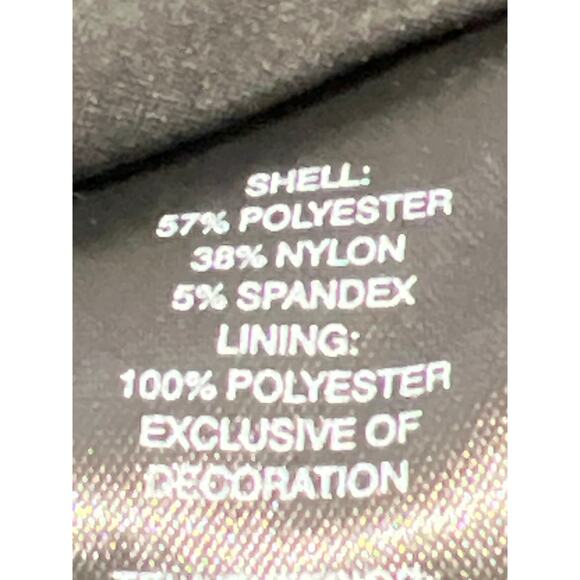 SHELL:
57% POLYESTER
38% NYLON
5% SPANDEX
LINING:
100% POLYESTER
EXCLUSIVE OF
DECORATION